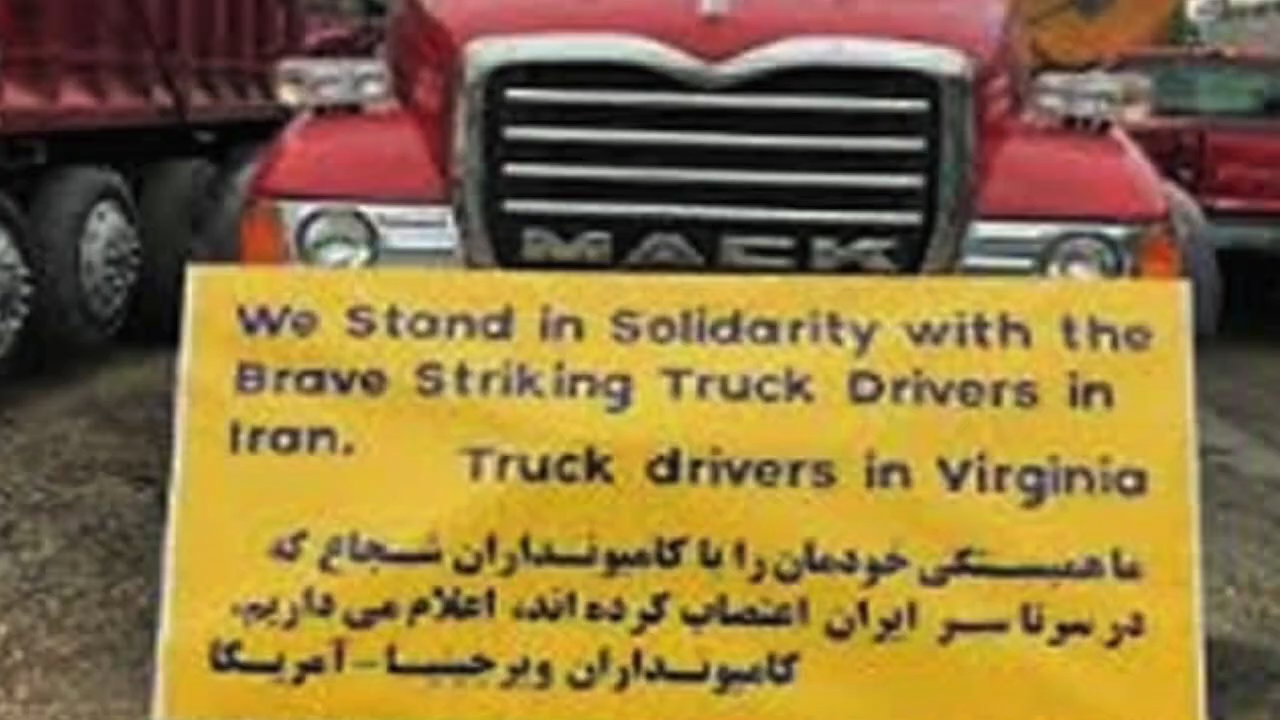 MACK
We Stand in Solidarity with the
Brave Striking Truck Drivers in
Iran.
Truck drivers in Virginia
ما همبستگی خودمان را با کامیونداران شجاع که
در سرتاسر ایران اعتصاب کرده اند، اعلام می داریم.
کامیونداران ویرجینیا - آمریکا